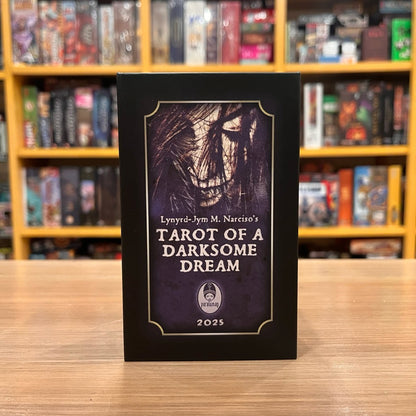 Lynyrd-Jym M. Narciso's
TAROT OF A
DARKSOME
DREAM
2025